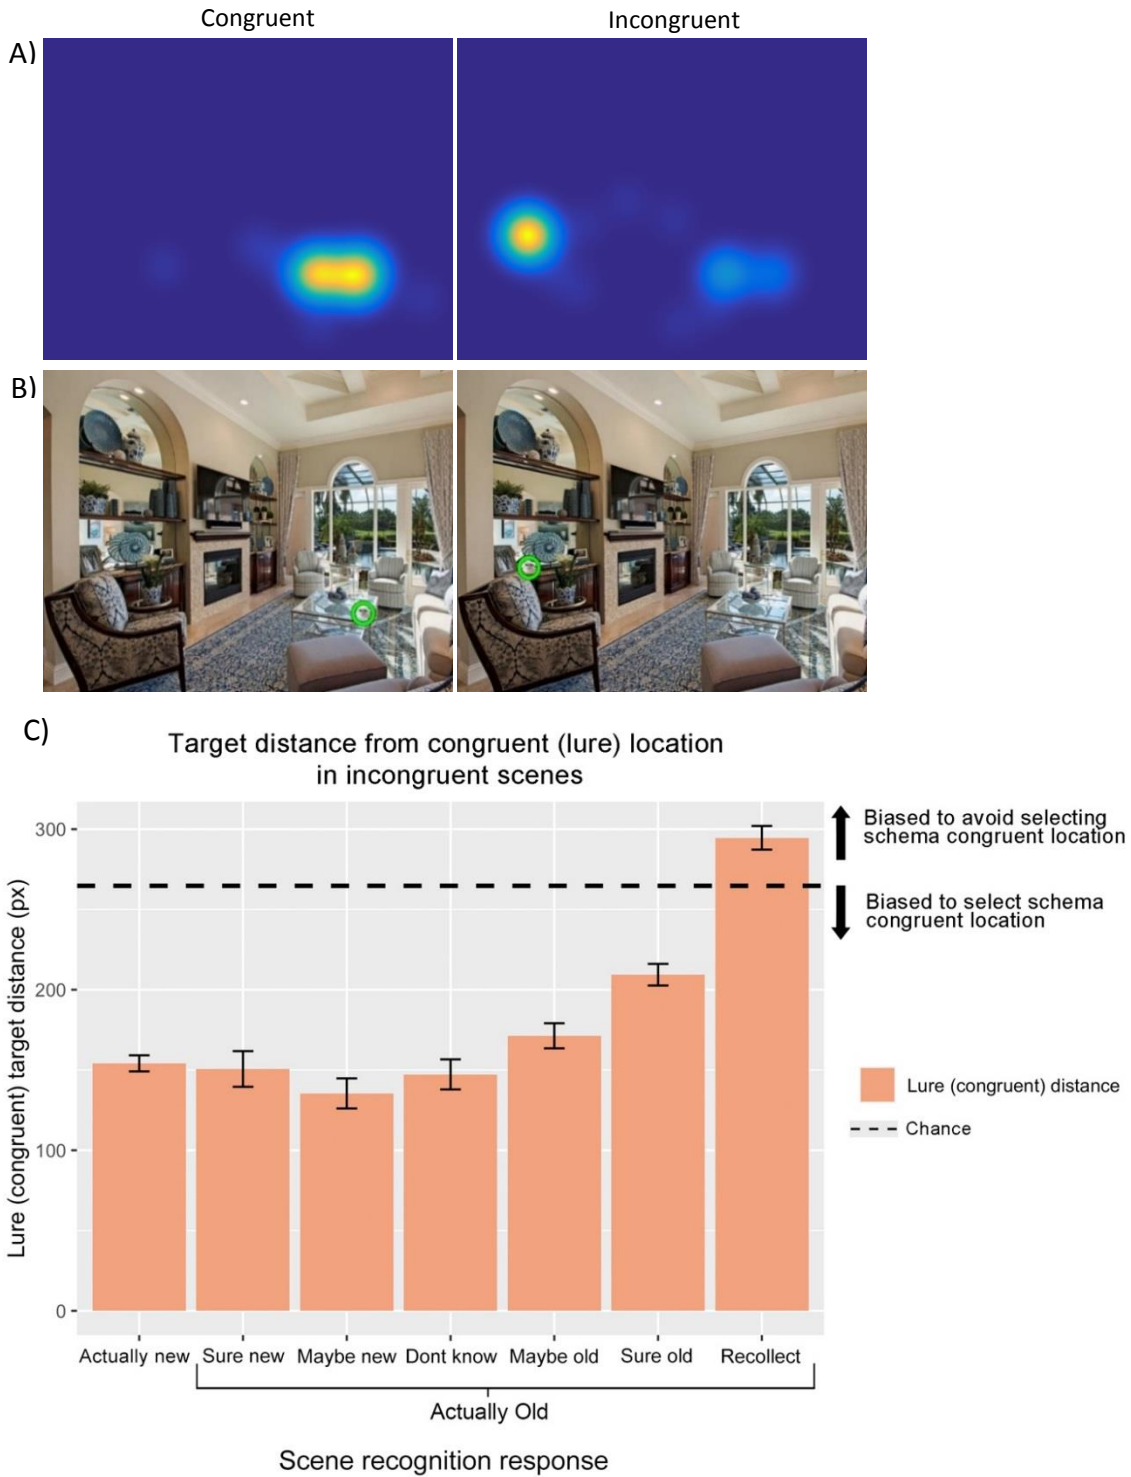 Congruent
Incongruent
A)
B)
C)
Target distance from congruent (lure) location
in incongruent scenes
Lure (congruent) target distance (px)
300
200
100
0
Biased to avoid selecting
schema congruent location
Biased to select schema
congruent location
Lure (congruent) distance
Chance
Actually new
Sure new
Maybe new
Dont know
Maybe old
Sure old
Recollect
Actually Old
Scene recognition response